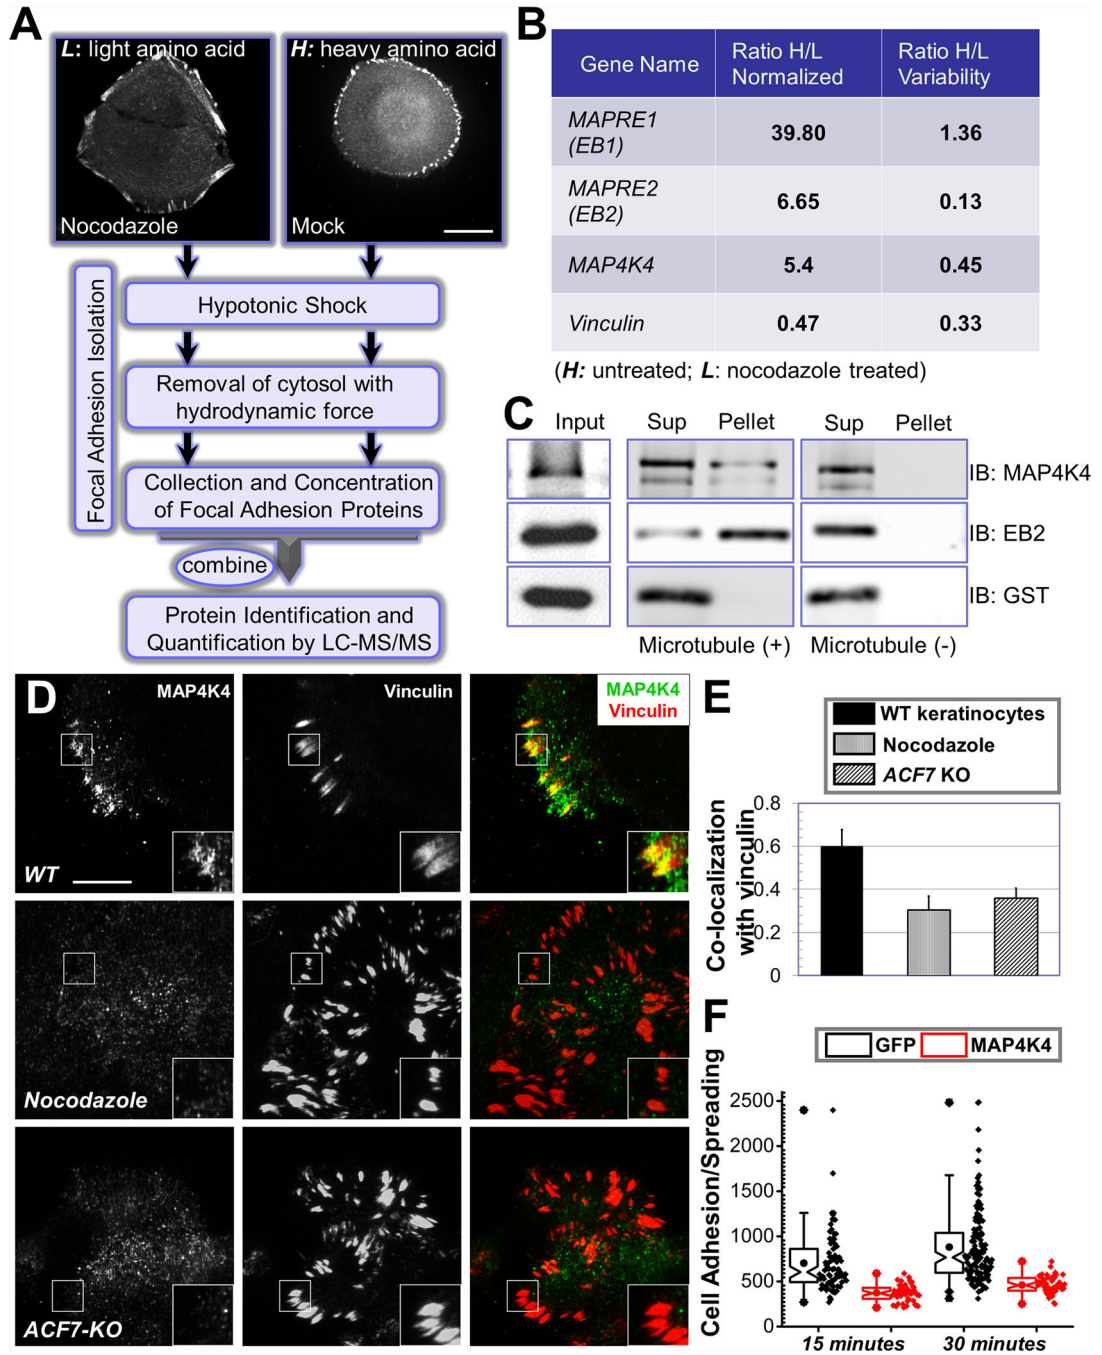 A
L: light amino acid
H: heavy amino acid
Nocodazole
Mock
Focal Adhesion Isolation
Hypotonic Shock
Removal of cytosol with
hydrodynamic force
Collection and Concentration
of Focal Adhesion Proteins
combine
Protein Identification and
Quantification by LC-MS/MS
B
Gene Name
Ratio H/L
Normalized
Ratio H/L
Variability
MAPRE1
(EB1)
39.80
1.36
MAPRE2
(EB2)
6.65
0.13
MAP4K4
5.4
0.45
Vinculin
0.47
0.33
(H: untreated; L: nocodazole treated)
C
Input
Sup
Pellet
Sup
Pellet
IB: MAP4K4
IB: EB2
IB: GST
Microtubule (+)
Microtubule (-)
D
MAP4K4
Vinculin
MAP4K4
Vinculin
WT
Nocodazole
ACF7-KO
E
WT keratinocytes
Nocodazole
ACF7 KO
Co-localization
with vinculin
0.8
0.6
0.4
0.2
0
F
GFP
MAP4K4
Cell Adhesion/Spreading
2500
2000
1500
1000
500
0
15 minutes
30 minutes